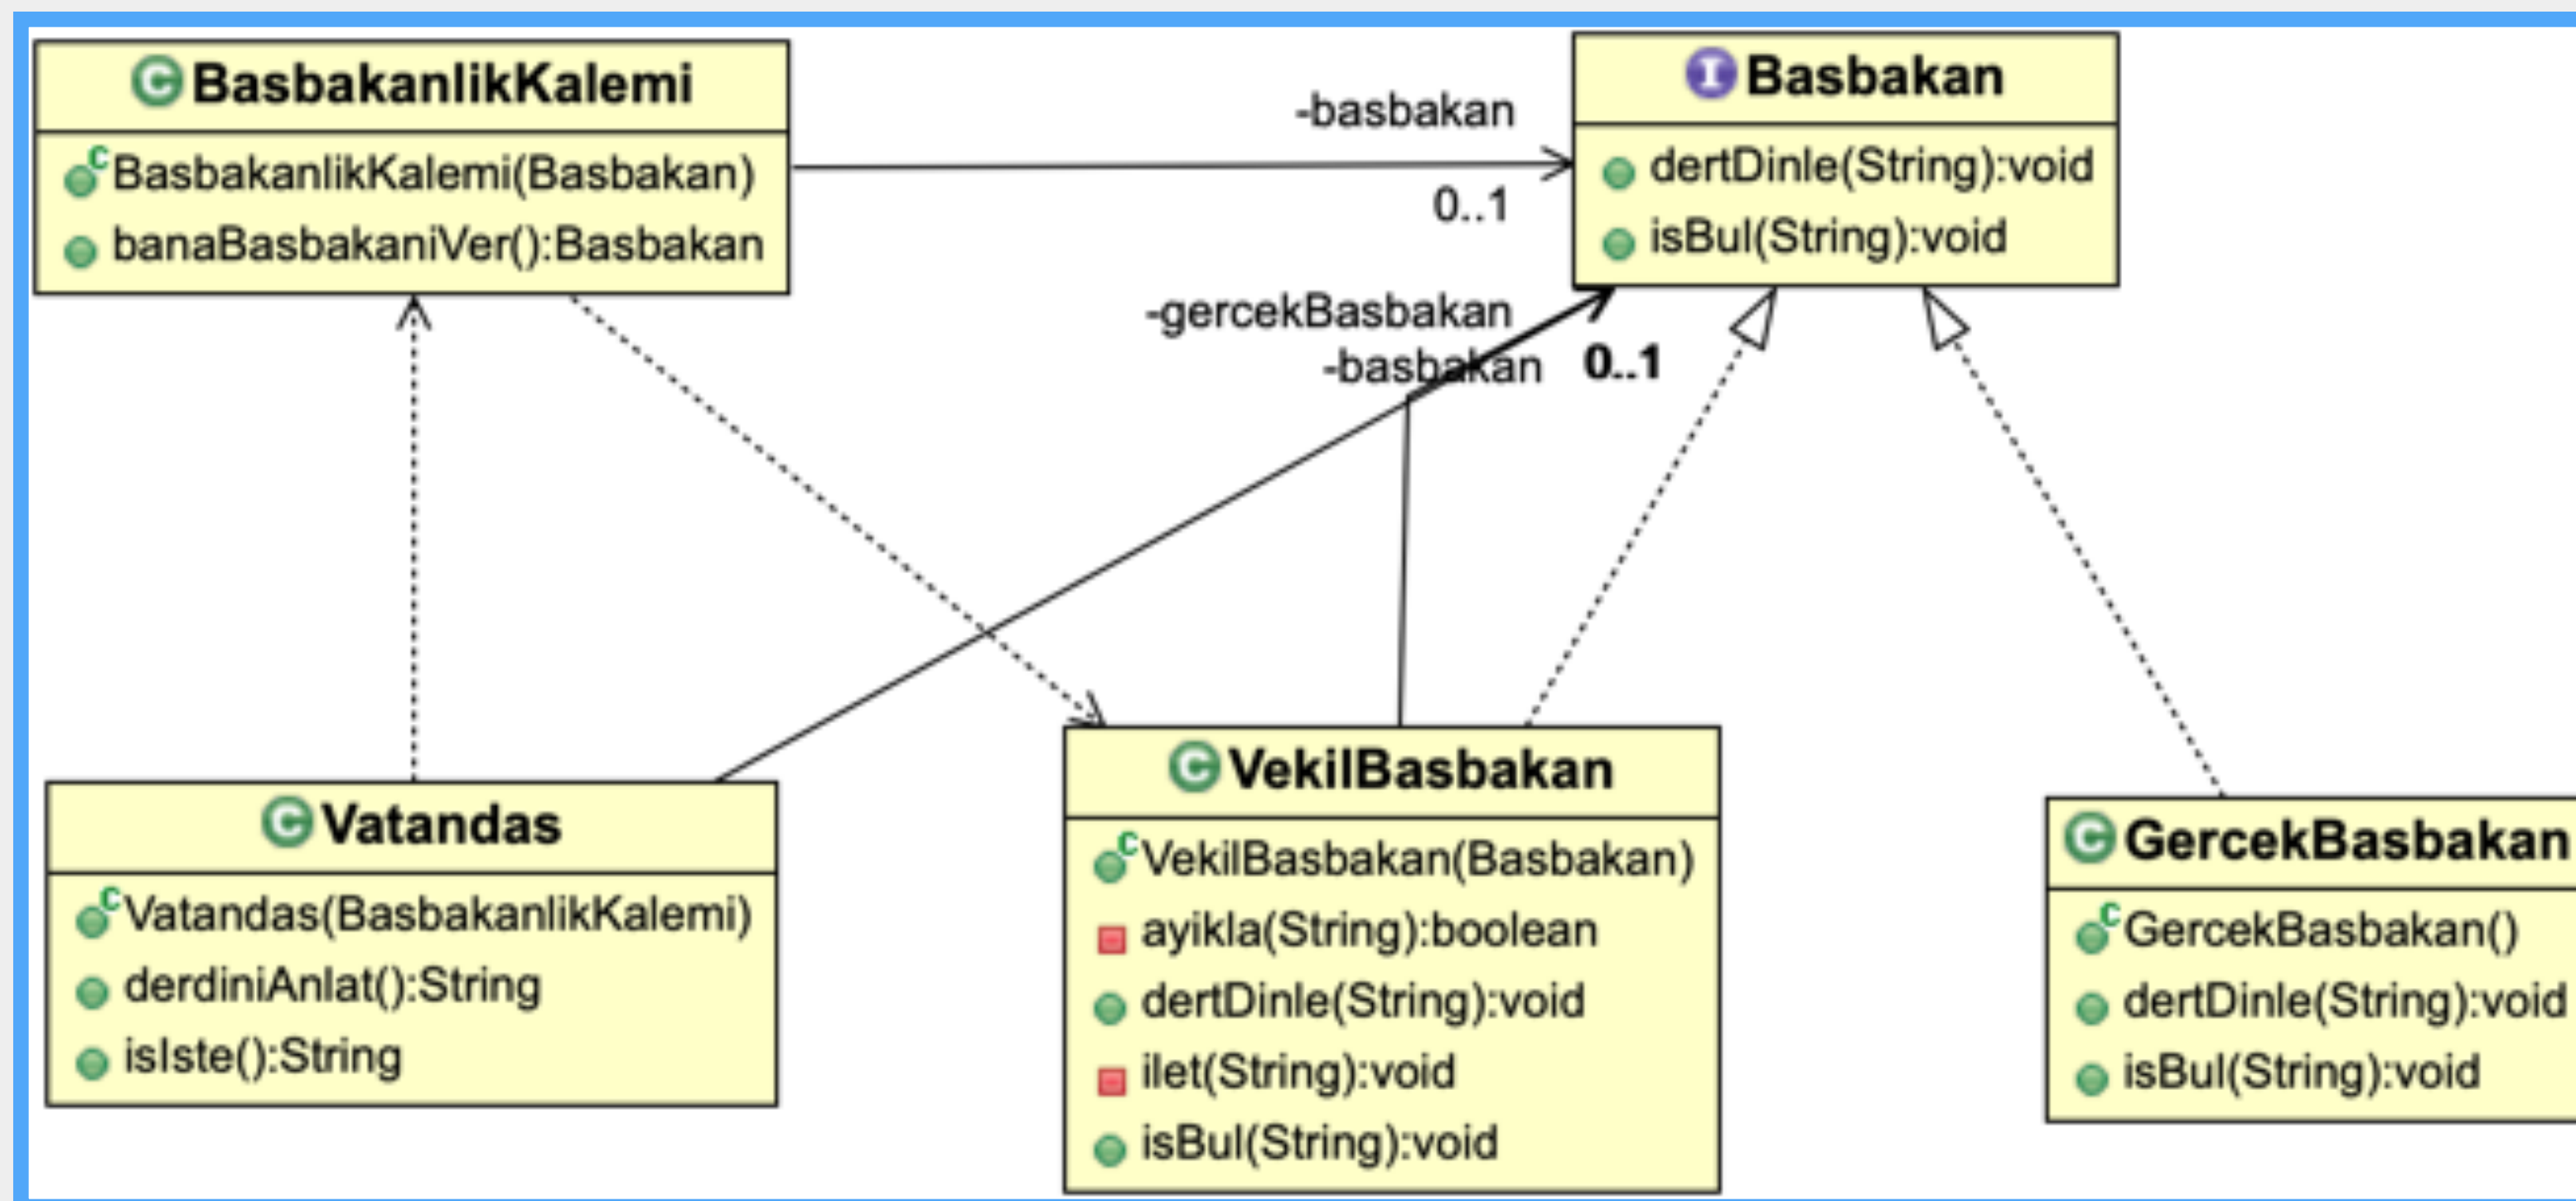 BasbakanlikKalemi
BasbakanlikKalemi(Basbakan)
banaBasbakaniVer():Basbakan
-basbakan
0..1
Basbakan
dertDinle(String):void
isBul(String):void
-gercekBasbakan
-basbakan
0..1
Vatandas
Vatandas(BasbakanlikKalemi)
derdiniAnlat():String
isIste():String
VekilBasbakan
VekilBasbakan(Basbakan)
ayikla(String):boolean
dertDinle(String):void
ilet(String):void
isBul(String):void
GercekBasbakan
GercekBasbakan()
dertDinle(String):void
isBul(String):void